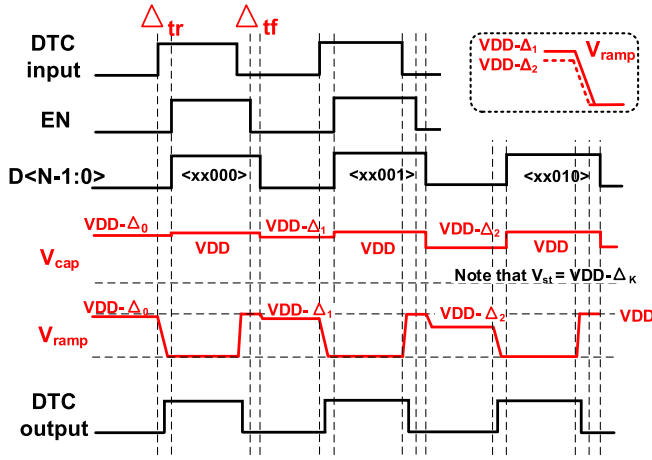 Δtr Δtf
DTC input
VDD-Δ1
VDD-Δ2
Vramp
EN
D<N-1:0> <xx000> <xx001> <xx010>
Vcap VDD-Δ0 VDD VDD-Δ1 VDD VDD-Δ2 VDD
Note that Vst = VDD-ΔK
Vramp VDD-Δ0 VDD-Δ1 VDD-Δ2 VDD
DTC output